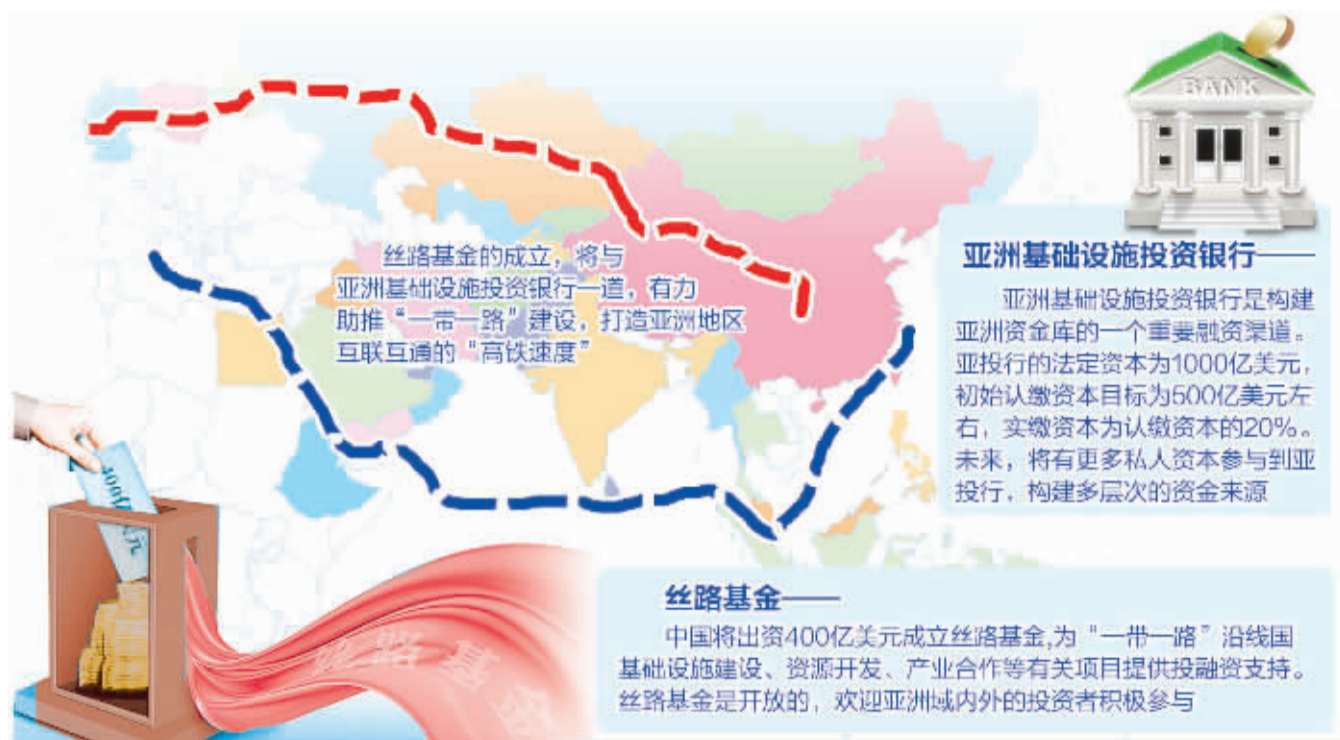 BANK
丝路基金的成立，将与
亚洲基础设施投资银行一道，有力
助推“一带一路”建设，打造亚洲地区
互联互通的“高铁速度”
亚洲基础设施投资银行——
亚洲基础设施投资银行是构建
亚洲资金库的一个重要融资渠道。
亚投行的法定资本为1000亿美元，
初始认缴资本目标为500亿美元左
右，实缴资本为认缴资本的20%。
未来，将有更多私人资本参与到亚
投行，构建多层次的资金来源
400亿美元
丝路基金
丝路基金——
中国将出资400亿美元成立丝路基金,为“一带一路”沿线国
基础设施建设、资源开发、产业合作等有关项目提供投融资支持。
丝路基金是开放的，欢迎亚洲域内外的投资者积极参与